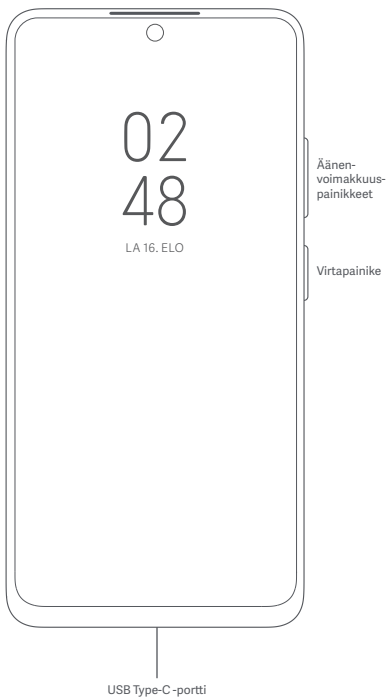 02
48
LA 16. ELO
Äänen-
voimakkuus-
painikkeet
Virtapainike
USB Type-C -portti